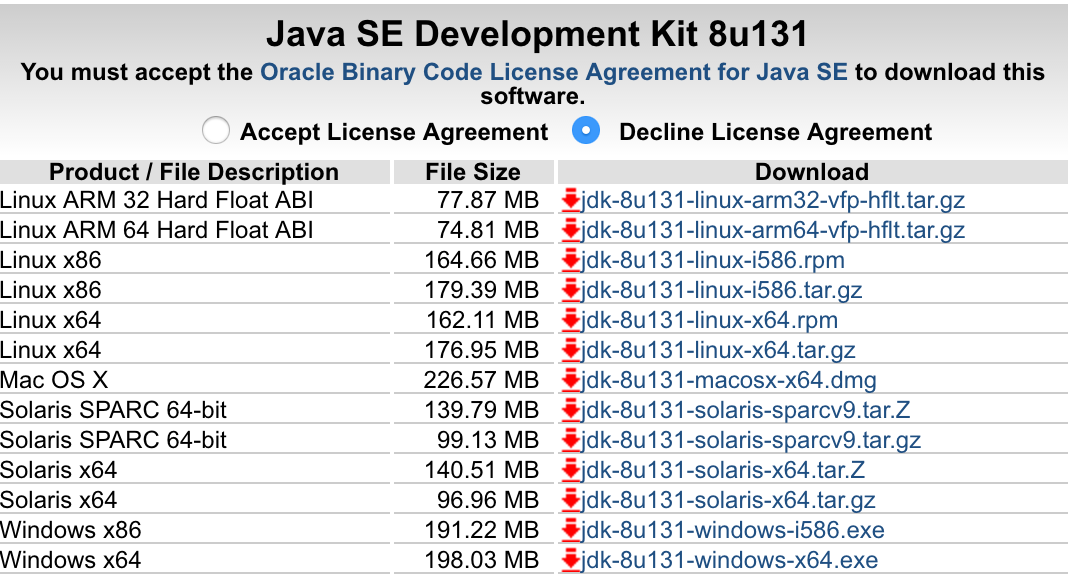 Java SE Development Kit 8u131
You must accept the Oracle Binary Code License Agreement for Java SE to download this
software.
Accept License Agreement Decline License Agreement
Product / File Description File Size Download
Linux ARM 32 Hard Float ABI 77.87 MB jdk-8u131-linux-arm32-vfp-hflt.tar.gz
Linux ARM 64 Hard Float ABI 74.81 MB jdk-8u131-linux-arm64-vfp-hflt.tar.gz
Linux x86 164.66 MB jdk-8u131-linux-i586.rpm
Linux x86 179.39 MB jdk-8u131-linux-i586.tar.gz
Linux x64 162.11 MB jdk-8u131-linux-x64.rpm
Linux x64 176.95 MB jdk-8u131-linux-x64.tar.gz
Mac OS X 226.57 MB jdk-8u131-macosx-x64.dmg
Solaris SPARC 64-bit 139.79 MB jdk-8u131-solaris-sparcv9.tar.Z
Solaris SPARC 64-bit 99.13 MB jdk-8u131-solaris-sparcv9.tar.gz
Solaris x64 140.51 MB jdk-8u131-solaris-x64.tar.Z
Solaris x64 96.96 MB jdk-8u131-solaris-x64.tar.gz
Windows x86 191.22 MB jdk-8u131-windows-i586.exe
Windows x64 198.03 MB jdk-8u131-windows-x64.exe